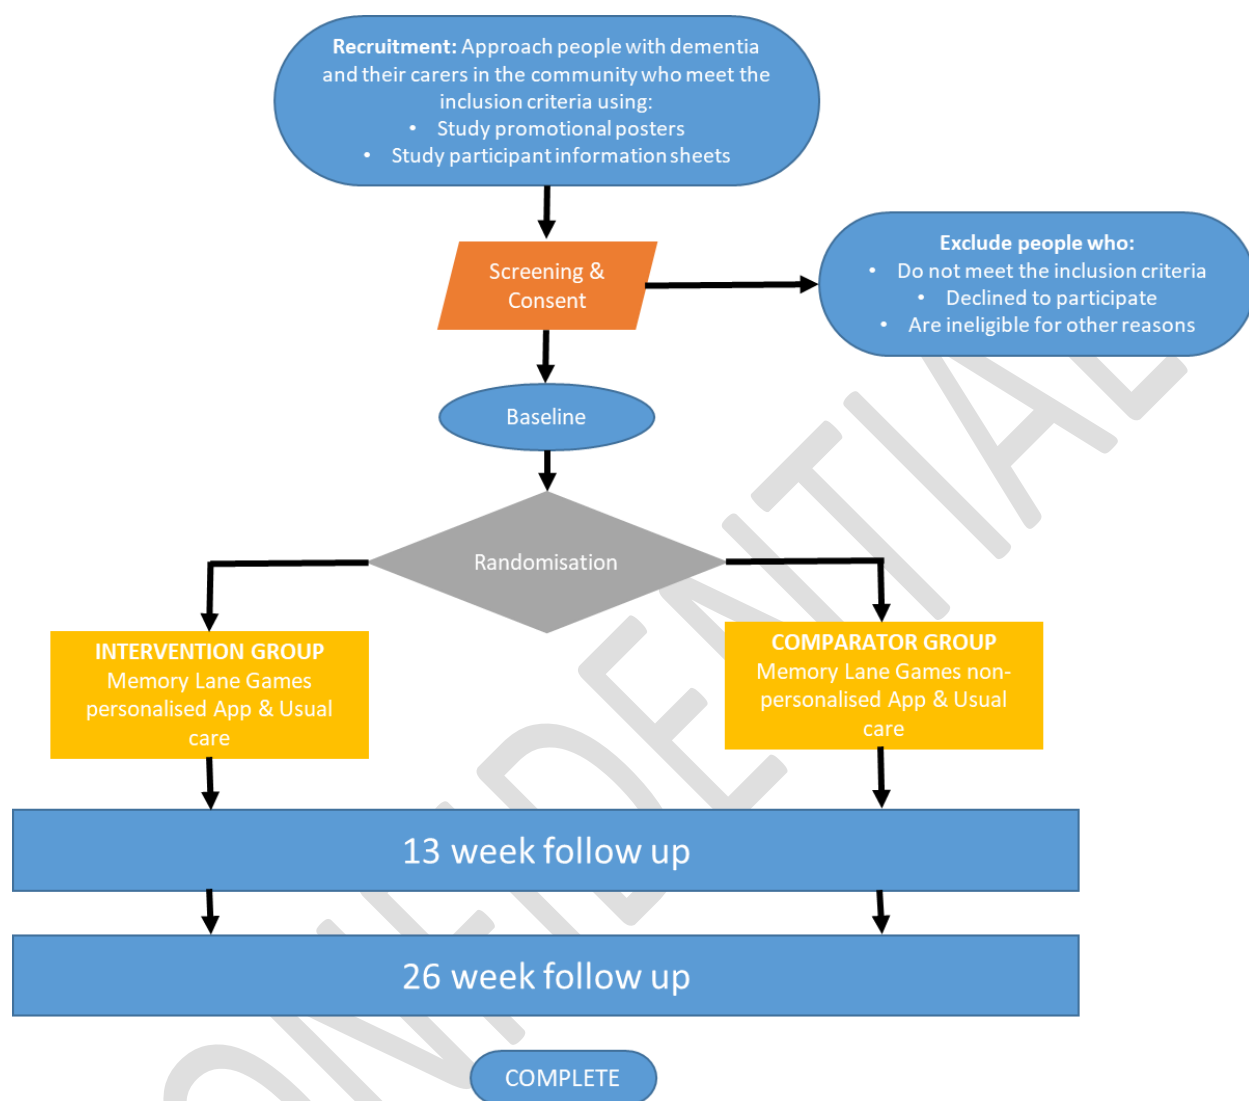 Recruitment: Approach people with dementia
and their carers in the community who meet the
inclusion criteria using:
• Study promotional posters
• Study participant information sheets
Screening &
Consent
Exclude people who:
• Do not meet the inclusion criteria
• Declined to participate
• Are ineligible for other reasons
Baseline
Randomisation
INTERVENTION GROUP
Memory Lane Games
personalised App & Usual
care
COMPARATOR GROUP
Memory Lane Games non-
personalised App & Usual
care
13 week follow up
26 week follow up
COMPLETE
ONFIDENTIAL